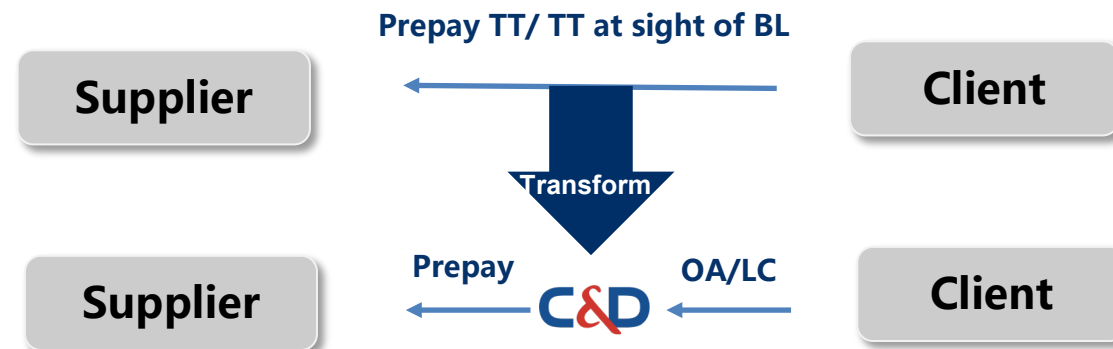 Prepay TT/ TT at sight of BL
Supplier
Client
Transform
Prepay
OA/LC
Supplier
C&D
Client